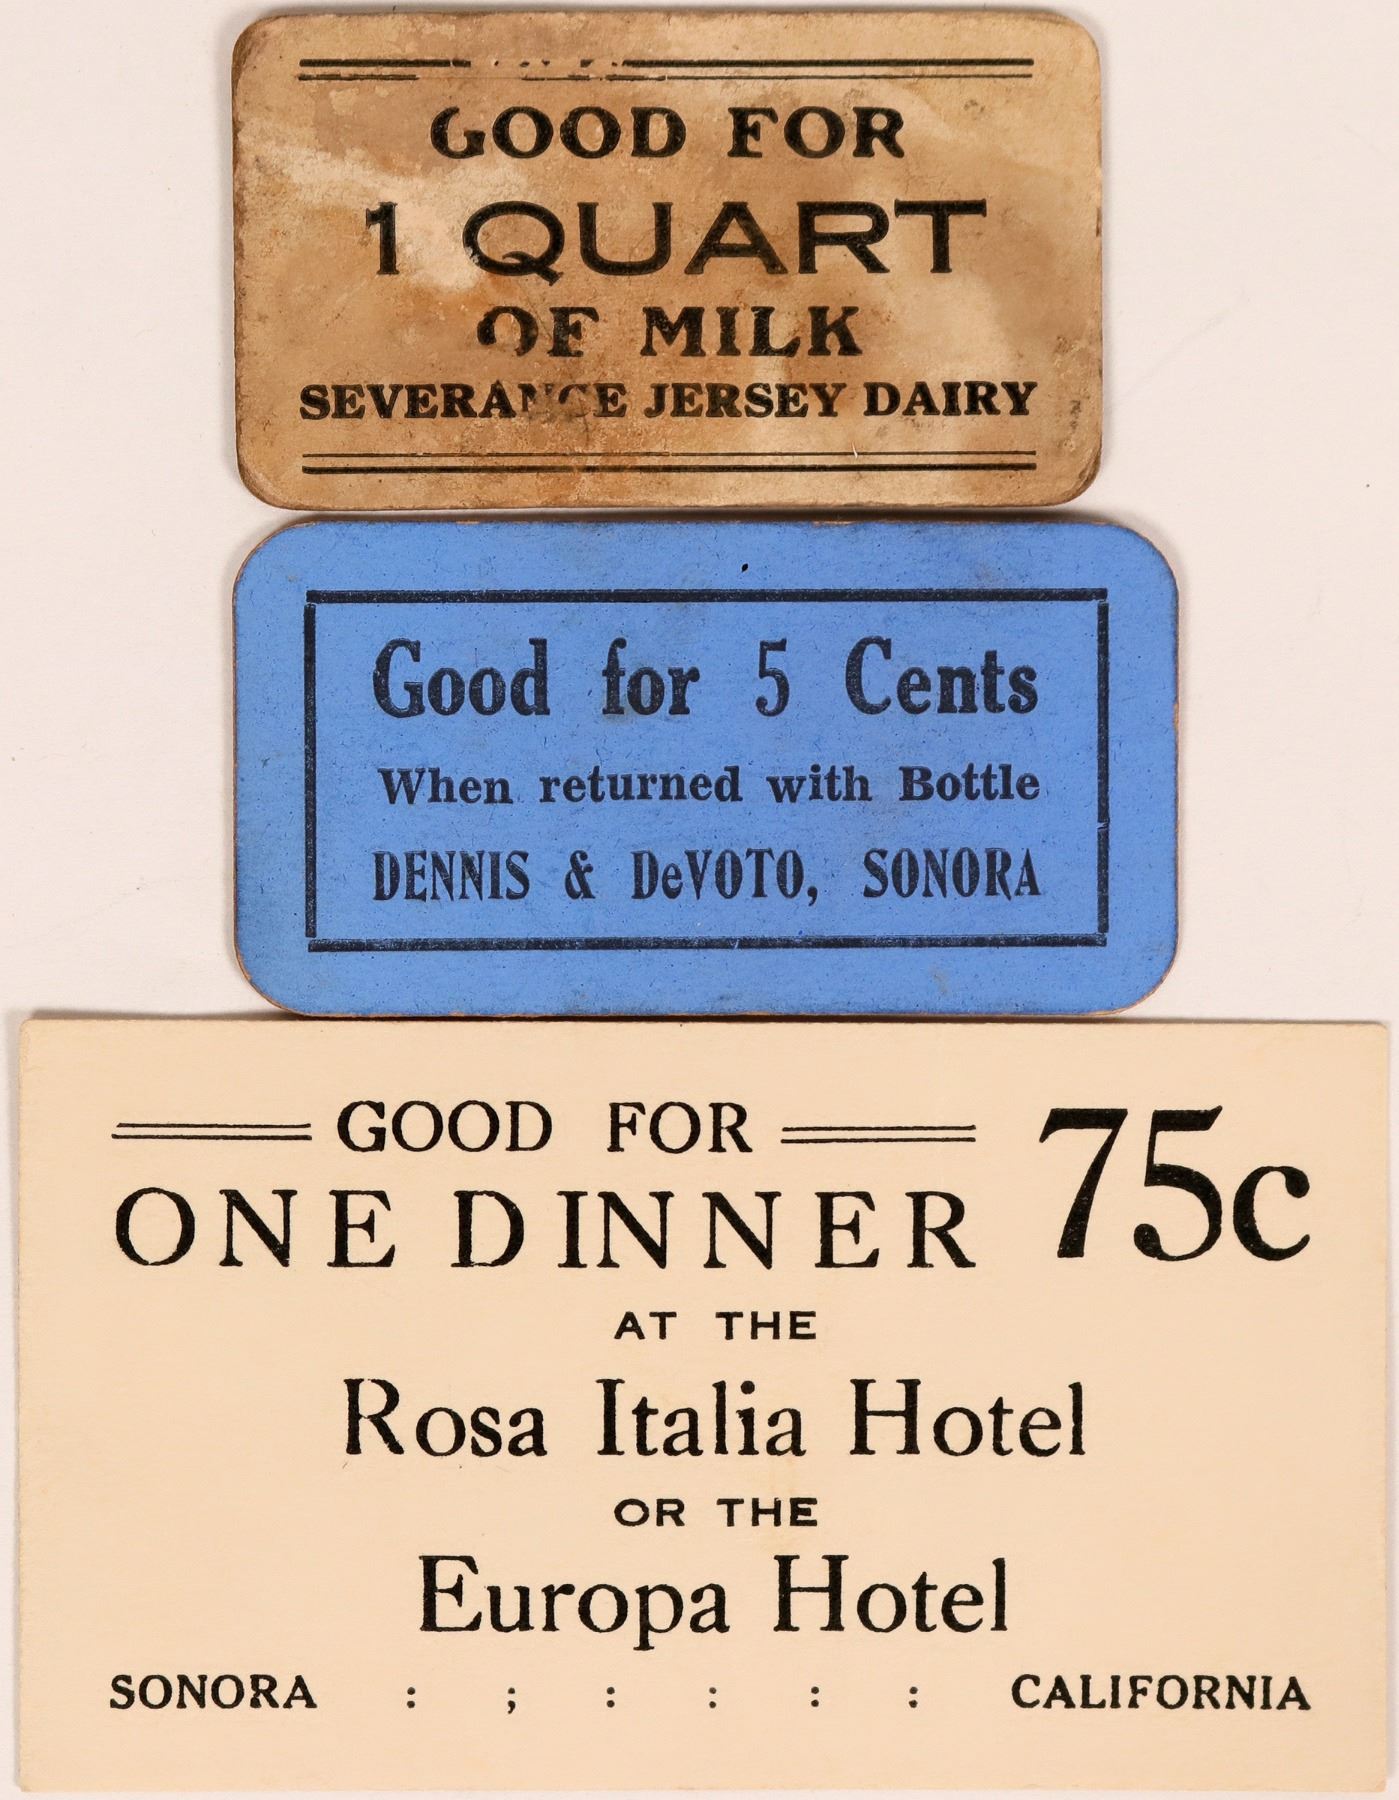 GOOD FOR
1 QUART
OF MILK
SEVERANCE JERSEY DAIRY
Good for 5 Cents
When returned with Bottle
DENNIS & DeVOTO, SONORA
GOOD FOR
ONE DINNER 75c
AT THE
Rosa Italia Hotel
OR THE
Europa Hotel
SONORA : ; : : : : CALIFORNIA